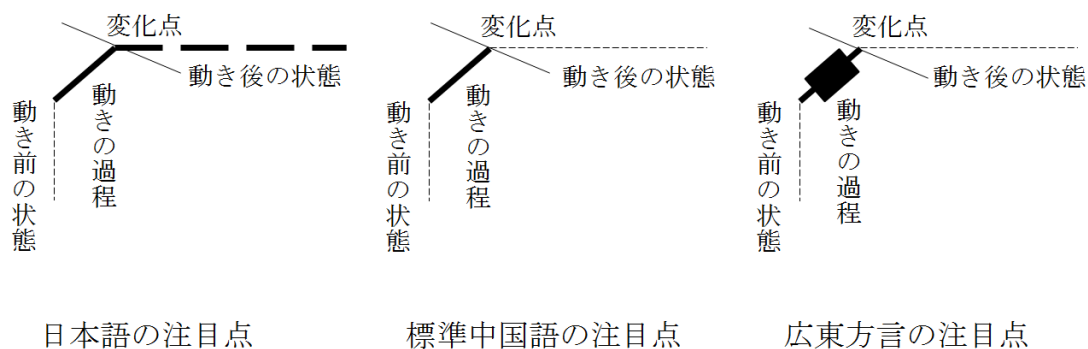 変化点
動き後の状態
動きの過程
動き前の状態
日本語の注目点
変化点
動き後の状態
動きの過程
動き前の状態
標準中国語の注目点
変化点
動き後の状態
動きの過程
動き前の状態
広東方言の注目点